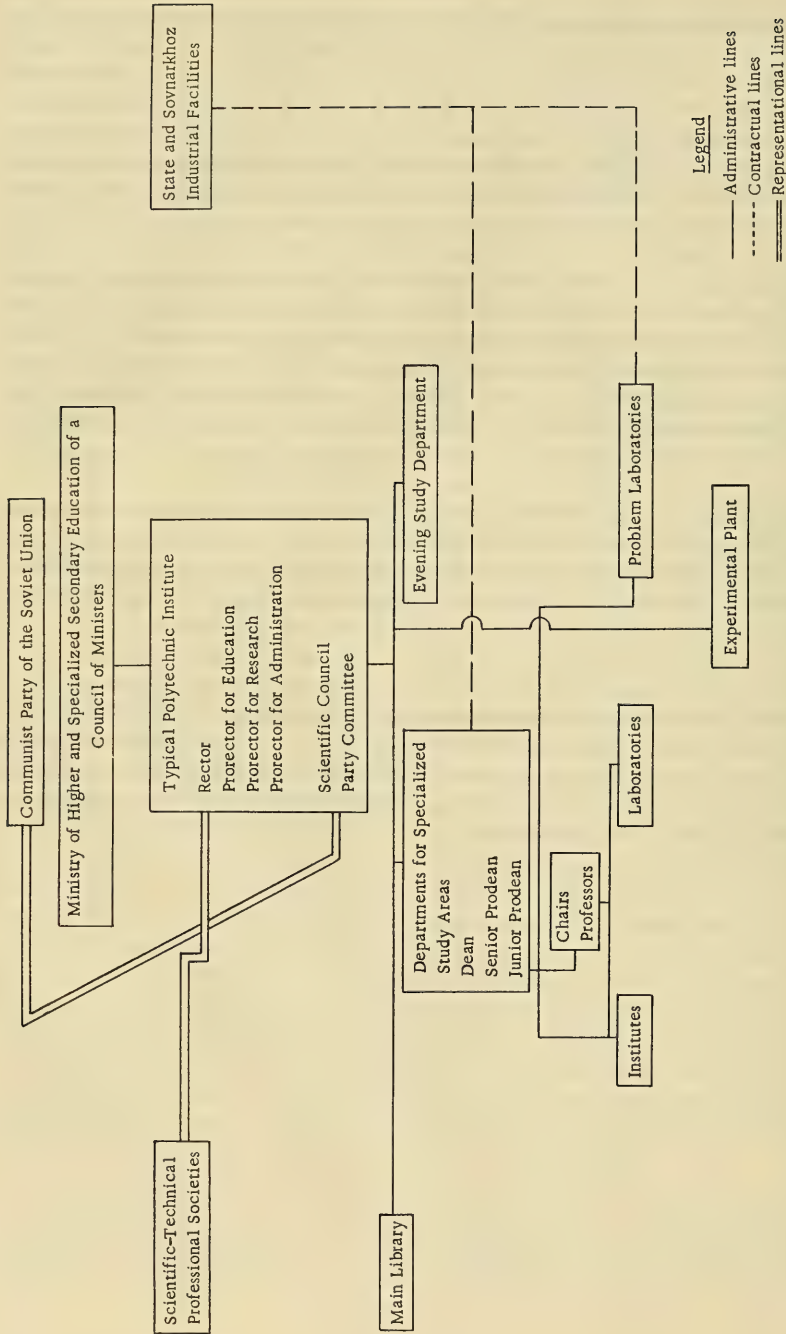 Communist Party of the Soviet Union
Ministry of Higher and Specialized Secondary Education of a
Council of Ministers
State and Sovnarkhoz
Industrial Facilities
Scientific-Technical
Professional Societies
Typical Polytechnic Institute
Rector
Prorector for Education
Prorector for Research
Prorector for Administration
Scientific Council
Party Committee
Main Library
Departments for Specialized
Study Areas
Dean
Senior Prodean
Junior Prodean
Evening Study Department
Chairs
Professors
Institutes
Laboratories
Problem Laboratories
Experimental Plant
Legend
Administrative lines
Contractual lines
Representational lines